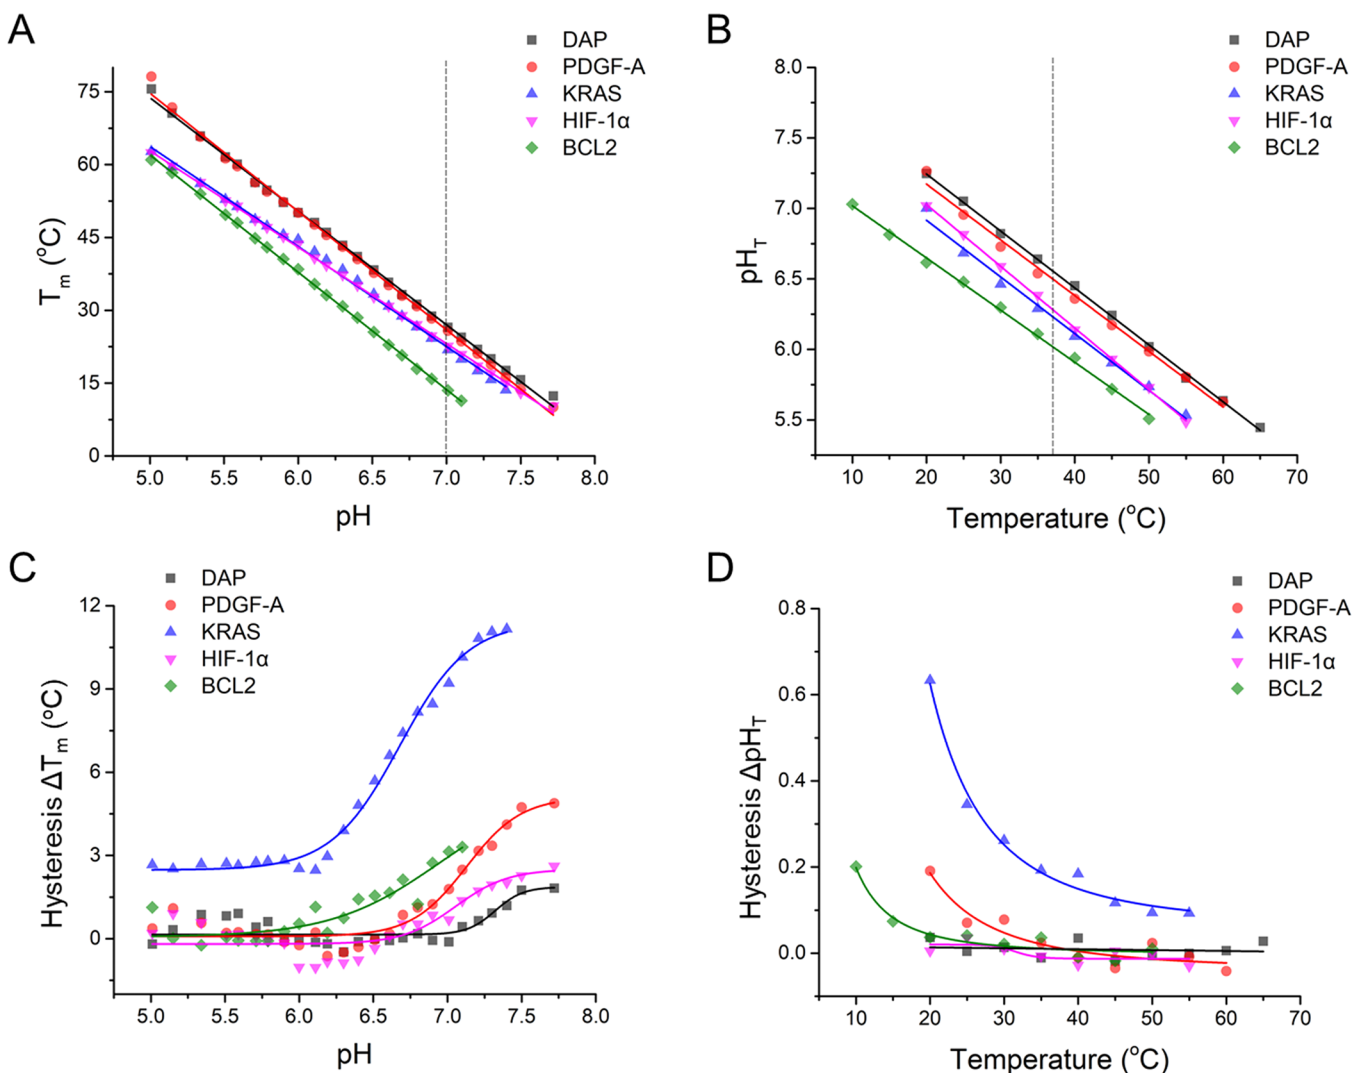 A
DAP
PDGF-A
KRAS
HIF-1α
BCL2
75
60
45
30
15
0
Tm (oC)
5.0 5.5 6.0 6.5 7.0 7.5 8.0
pH
B
DAP
PDGF-A
KRAS
HIF-1α
BCL2
8.0
7.5
7.0
6.5
6.0
5.5
pHT
10 20 30 40 50 60 70
Temperature (oC)
C
DAP
PDGF-A
KRAS
HIF-1α
BCL2
12
9
6
3
0
Hysteresis ΔTm (oC)
5.0 5.5 6.0 6.5 7.0 7.5 8.0
pH
D
DAP
PDGF-A
KRAS
HIF-1α
BCL2
0.8
0.6
0.4
0.2
0.0
Hysteresis ΔpHT
10 20 30 40 50 60 70
Temperature (oC)